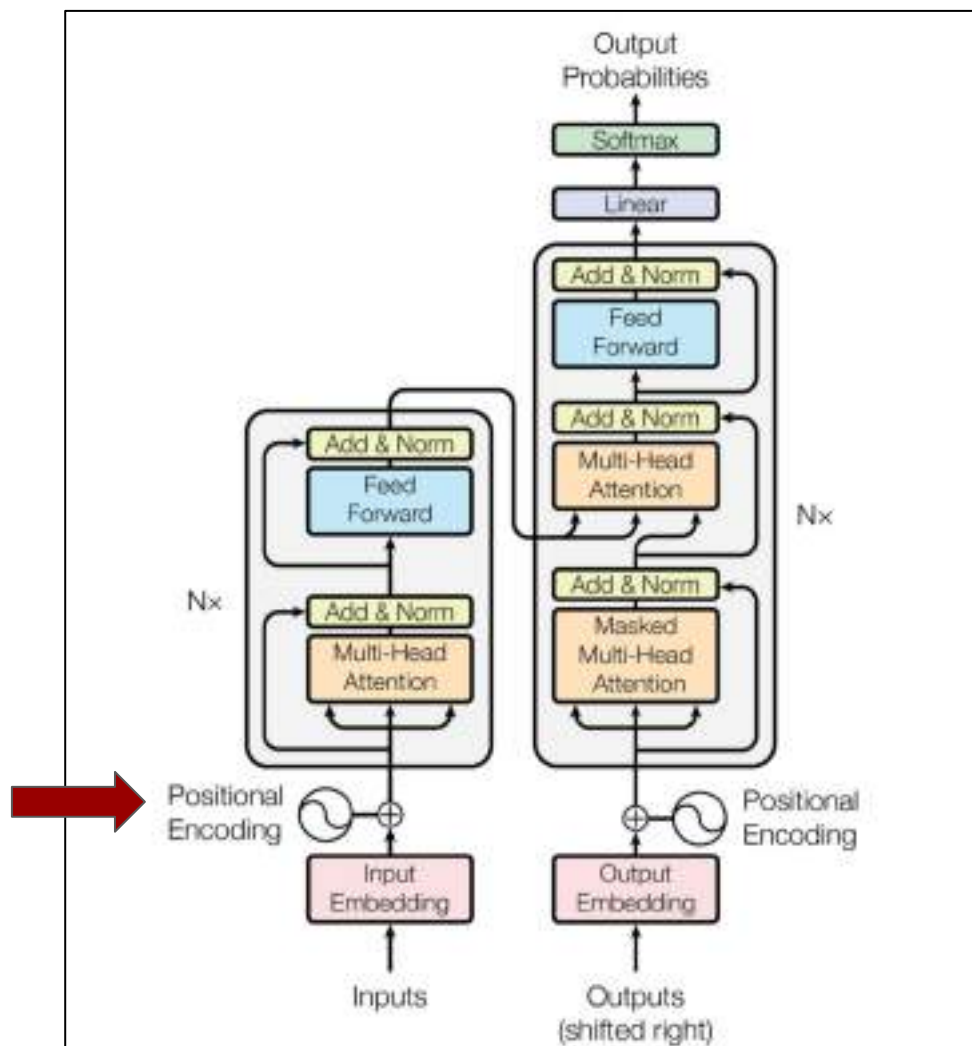 Output
Probabilities
Softmax
Linear
Add & Norm
Feed
Forward
Add & Norm
Multi-Head
Attention
Nx
Add & Norm
Masked
Multi-Head
Attention
Add & Norm
Feed
Forward
Nx
Add & Norm
Multi-Head
Attention
Positional
Encoding
Positional
Encoding
Input
Embedding
Output
Embedding
Inputs
Outputs
(shifted right)